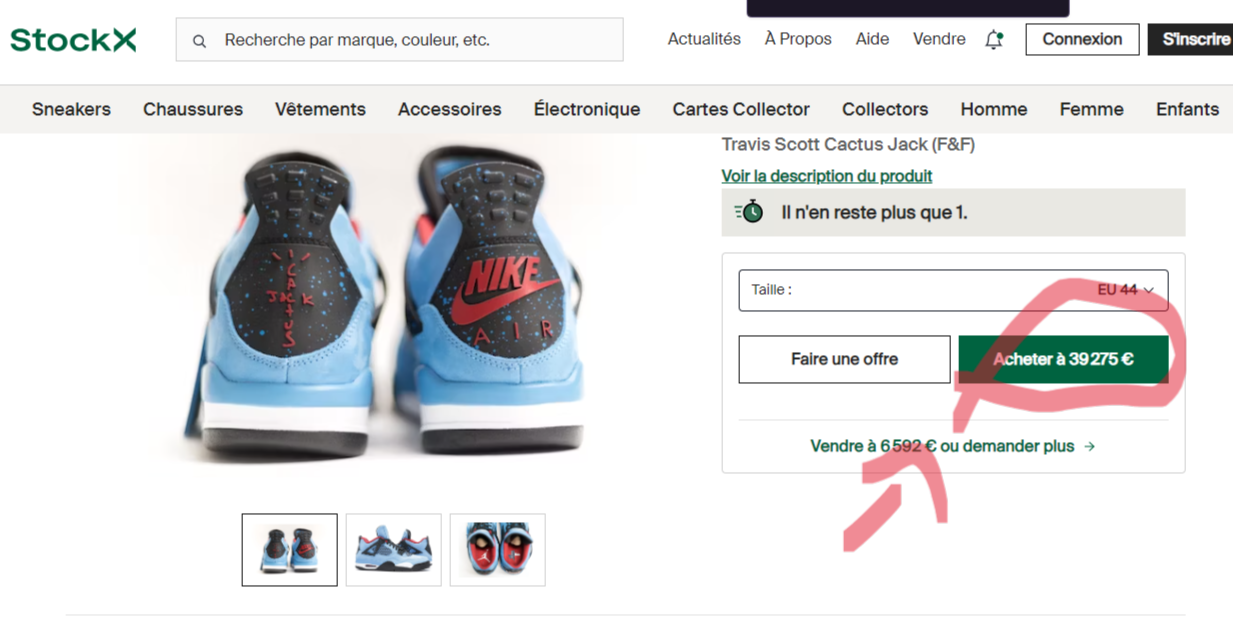 StockX
Recherche par marque, couleur, etc.
Actualités
À Propos
Aide
Vendre
Connexion
S'inscrire
Sneakers
Chaussures
Vêtements
Accessoires
Électronique
Cartes Collector
Collectors
Homme
Femme
Enfants
CACTUS
JACK
NIKE
AIR
Travis Scott Cactus Jack (F&F)
Voir la description du produit
Il n'en reste plus que 1.
Taille :
EU 44
Faire une offre
Acheter à 39 275 €
Vendre à 6 592 € ou demander plus →